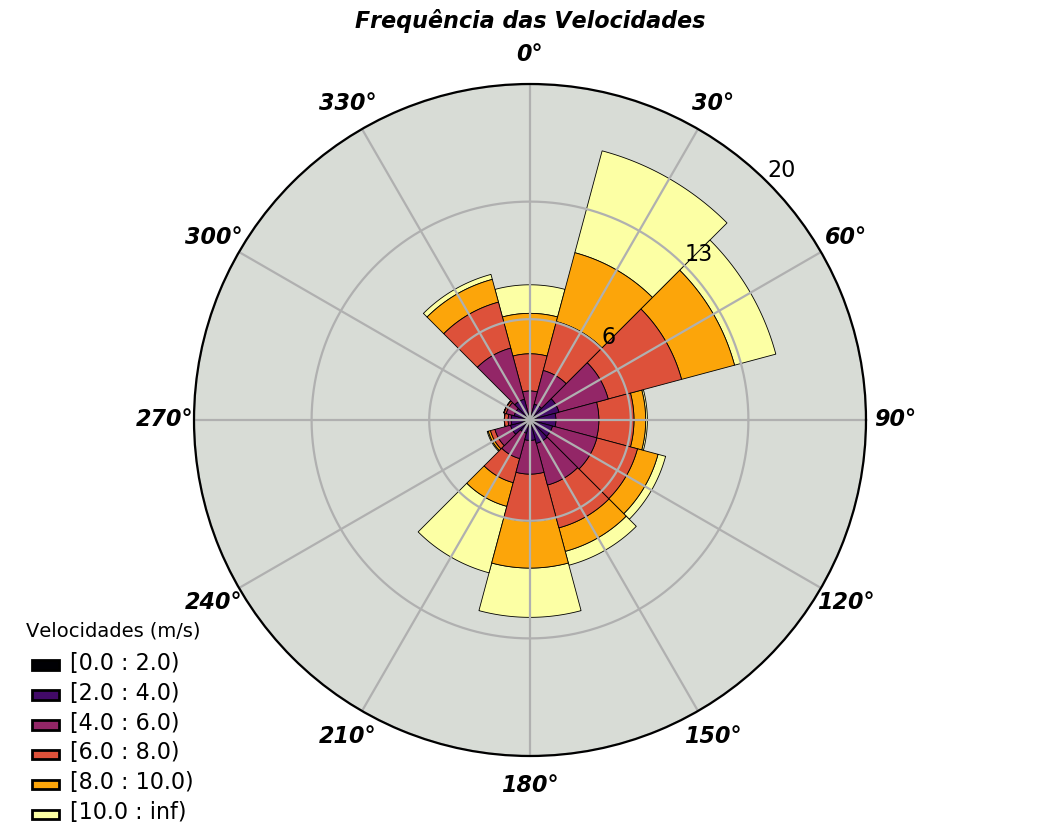 Frequência das Velocidades
0°
330°
30°
20
300°
60°
13
6
270°
90°
240°
120°
210°
150°
180°
Velocidades (m/s)
[0.0 : 2.0)
[2.0 : 4.0)
[4.0 : 6.0)
[6.0 : 8.0)
[8.0 : 10.0)
[10.0 : inf)